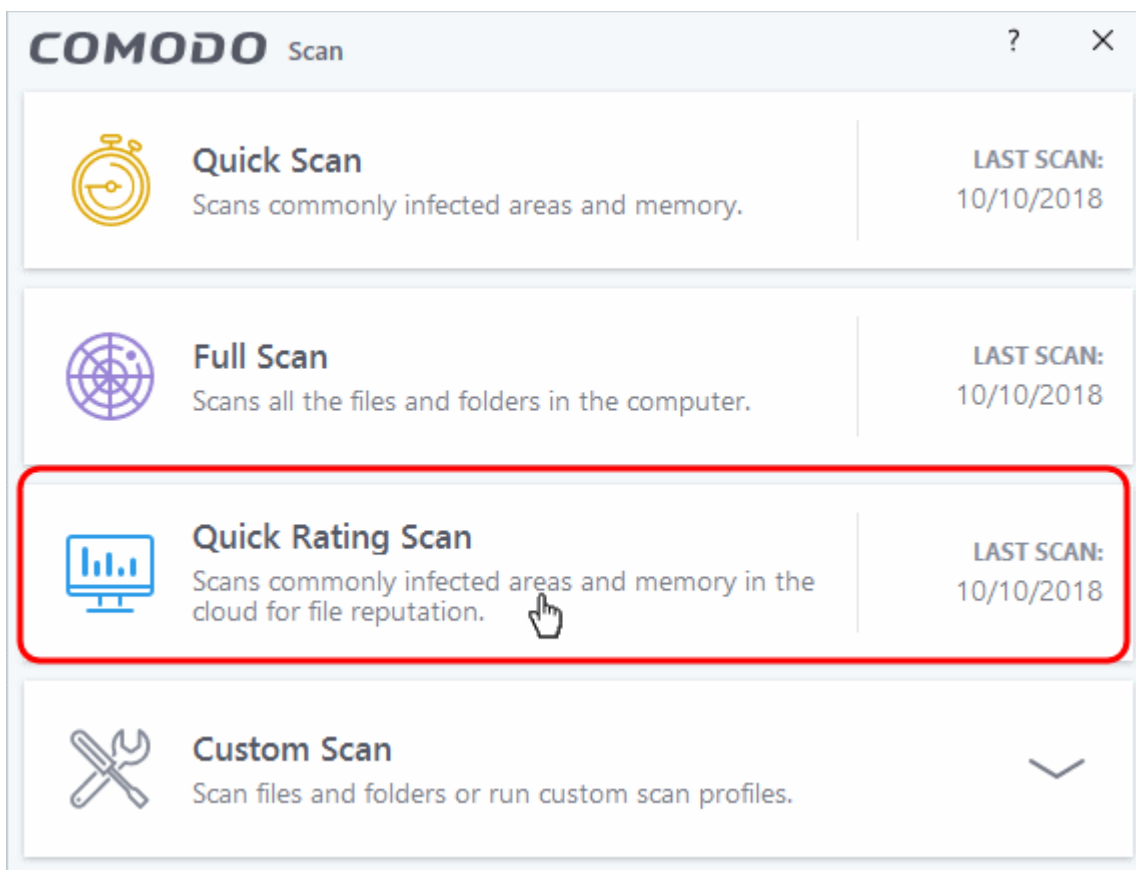 COMODO Scan
?
Quick Scan
Scans commonly infected areas and memory.
LAST SCAN:
10/10/2018
Full Scan
Scans all the files and folders in the computer.
LAST SCAN:
10/10/2018
Quick Rating Scan
Scans commonly infected areas and memory in the
cloud for file reputation.
LAST SCAN:
10/10/2018
Custom Scan
Scan files and folders or run custom scan profiles.